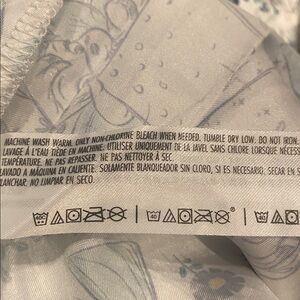 MACHINE WASH WARM. ONLY NON-CHLORINE BLEACH WHEN NEEDED. TUMBLE DRY LOW. DO NOT IRON.
LAVAGE À L'EAU TIÈDE EN MACHINE. UTILISER UNIQUEMENT DE LA JAVEL SANS CHLORE LORSQUE NÉCESS
TEMPÉRATURE. NE PAS REPASSER. NE PAS NETTOYER À SEC.
LAVADO A MÁQUINA EN CALIENTE. SOLAMENTE BLANQUEADOR SIN CLORO, SI ES NECESARIO. SECAR EN S
PLANCHAR. NO LIMPIAR EN SECO.